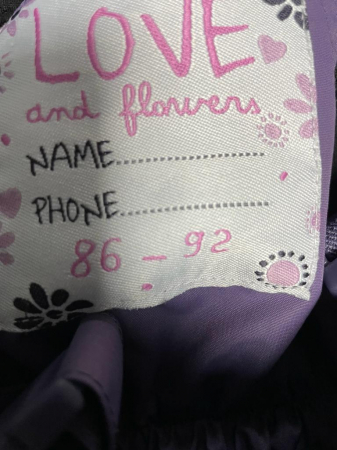 LOVE
and flowers
NAME......................
PHONE......................
86 - 92